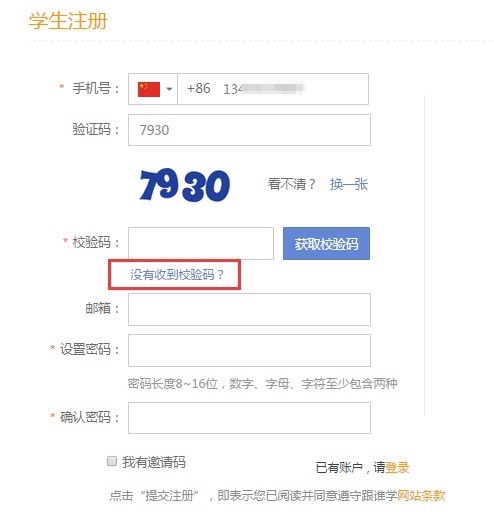 学生注册
* 手机号： +86 134
验证码： 7930
7930 看不清？ 换一张
* 校验码： 获取校验码
没有收到校验码？
邮箱：
* 设置密码：
密码长度8~16位，数字、字母、字符至少包含两种
* 确认密码：
我有邀请码
已有账户，请登录
点击“提交注册”，即表示您已阅读并同意遵守跟谁学网站条款